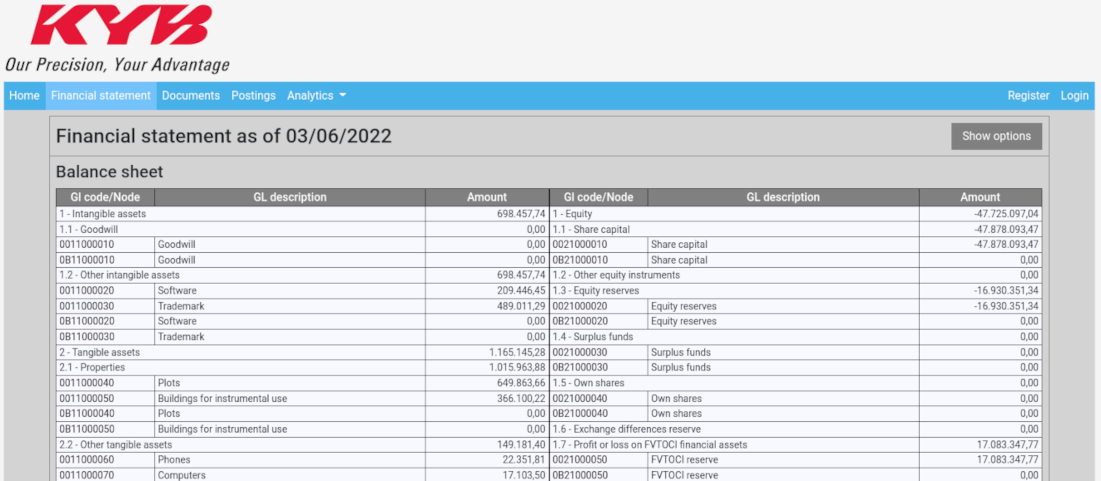 KYB
Our Precision, Your Advantage
Home Financial statement Documents Postings Analytics Register Login
Financial statement as of 03/06/2022 Show options
Balance sheet
Gl code/Node GL description Amount Gl code/Node GL description Amount
1 - Intangible assets 698.457,74 1 - Equity -47.725.097,04
1.1 - Goodwill 0,00 1.1 - Share capital -47.878.093,47
0011000010 Goodwill 0,00 0021000010 Share capital -47.878.093,47
0B11000010 Goodwill 0,00 0B21000010 Share capital 0,00
1.2 - Other intangible assets 698.457,74 1.2 - Other equity instruments 0,00
0011000020 Software 209.446,45 1.3 - Equity reserves -16.930.351,34
0011000030 Trademark 489.011,29 0021000020 Equity reserves -16.930.351,34
0B11000020 Software 0,00 0B21000020 Equity reserves 0,00
0B11000030 Trademark 0,00 1.4 - Surplus funds 0,00
2 - Tangible assets 1.165.145,28 0021000030 Surplus funds 0,00
2.1 - Properties 1.015.963,88 0B21000030 Surplus funds 0,00
0011000040 Plots 649.863,66 1.5 - Own shares 0,00
0011000050 Buildings for instrumental use 366.100,22 0021000040 Own shares 0,00
0B11000040 Plots 0,00 0B21000040 Own shares 0,00
0B11000050 Buildings for instrumental use 0,00 1.6 - Exchange differences reserve 0,00
2.2 - Other tangible assets 149.181,40 1.7 - Profit or loss on FVTOCI financial assets 17.083.347,77
0011000060 Phones 22.351,81 0021000050 FVTOCI reserve 17.083.347,77
0011000070 Computers 17.103,50 0B21000050 FVTOCI reserve 0,00